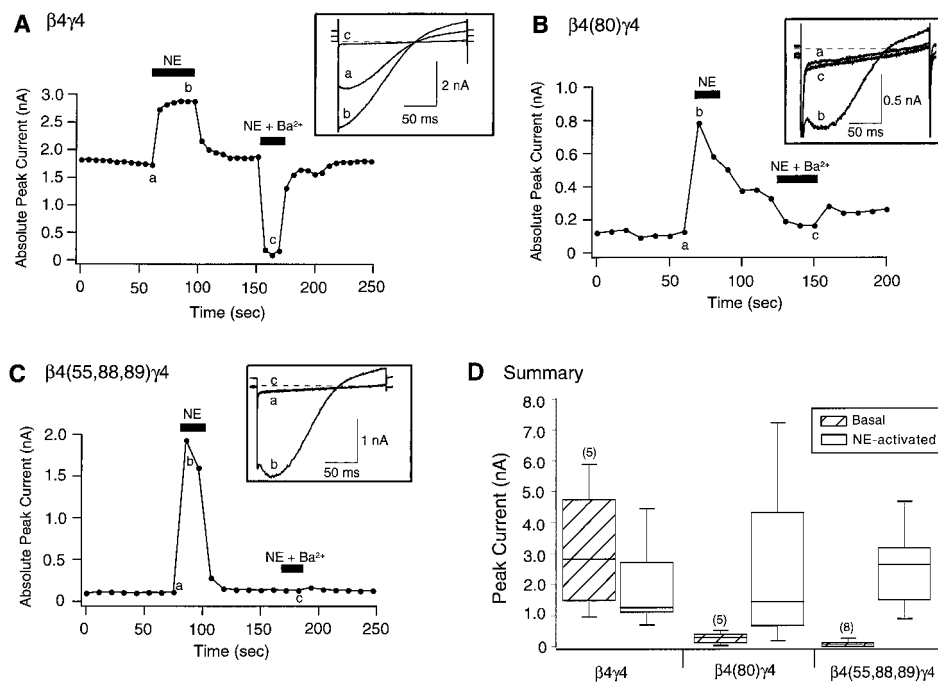 A β4γ4
Absolute Peak Current (nA)
3.0
2.5
2.0
1.5
1.0
0.5
0
NE
b
a
NE + Ba2+
c
0 50 100 150 200 250
Time (sec)
c
a
b
2 nA
50 ms
B β4(80)γ4
Absolute Peak Current (nA)
1.0
0.8
0.6
0.4
0.2
0
NE
b
a
NE + Ba2+
c
0 50 100 150 200
Time (sec)
a
c
b
0.5 nA
50 ms
C β4(55,88,89)γ4
Absolute Peak Current (nA)
2.0
1.5
1.0
0.5
0
NE
b
a
NE + Ba2+
c
0 50 100 150 200 250
Time (sec)
c
a
b
1 nA
50 ms
D Summary
Peak Current (nA)
8.0
7.0
6.0
5.0
4.0
3.0
2.0
1.0
0
Basal
NE-activated
(5)
(5)
(8)
β4γ4 β4(80)γ4 β4(55,88,89)γ4